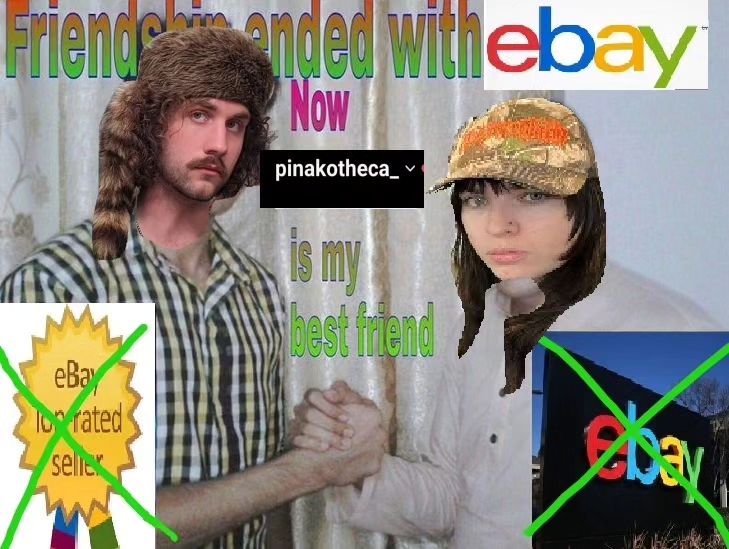 Friendship ended with ebay
Now
pinakotheca_
is my
best friend
eBay
Top-rated
seller
ebay